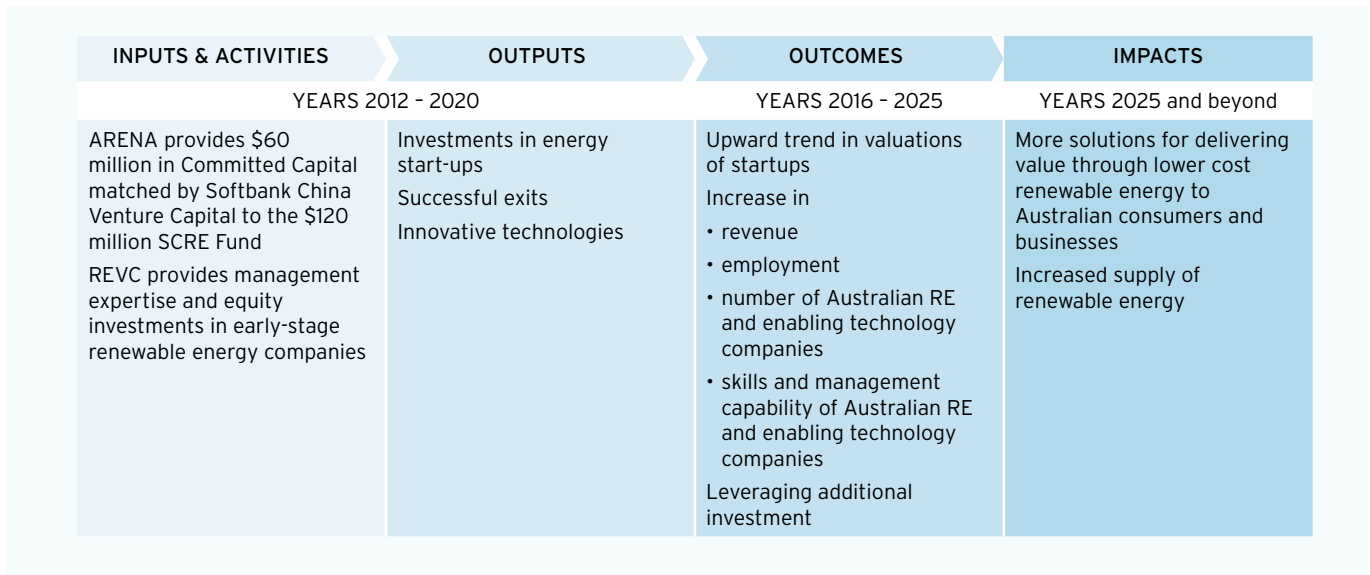 INPUTS & ACTIVITIES
OUTPUTS
OUTCOMES
IMPACTS
YEARS 2012 – 2020
YEARS 2016 – 2025
YEARS 2025 and beyond
ARENA provides $60
million in Committed Capital
matched by Softbank China
Venture Capital to the $120
million SCRE Fund
REVC provides management
expertise and equity
investments in early-stage
renewable energy companies
Investments in energy
start-ups
Successful exits
Innovative technologies
Upward trend in valuations
of startups
Increase in
• revenue
• employment
• number of Australian RE
and enabling technology
companies
• skills and management
capability of Australian RE
and enabling technology
companies
Leveraging additional
investment
More solutions for delivering
value through lower cost
renewable energy to
Australian consumers and
businesses
Increased supply of
renewable energy